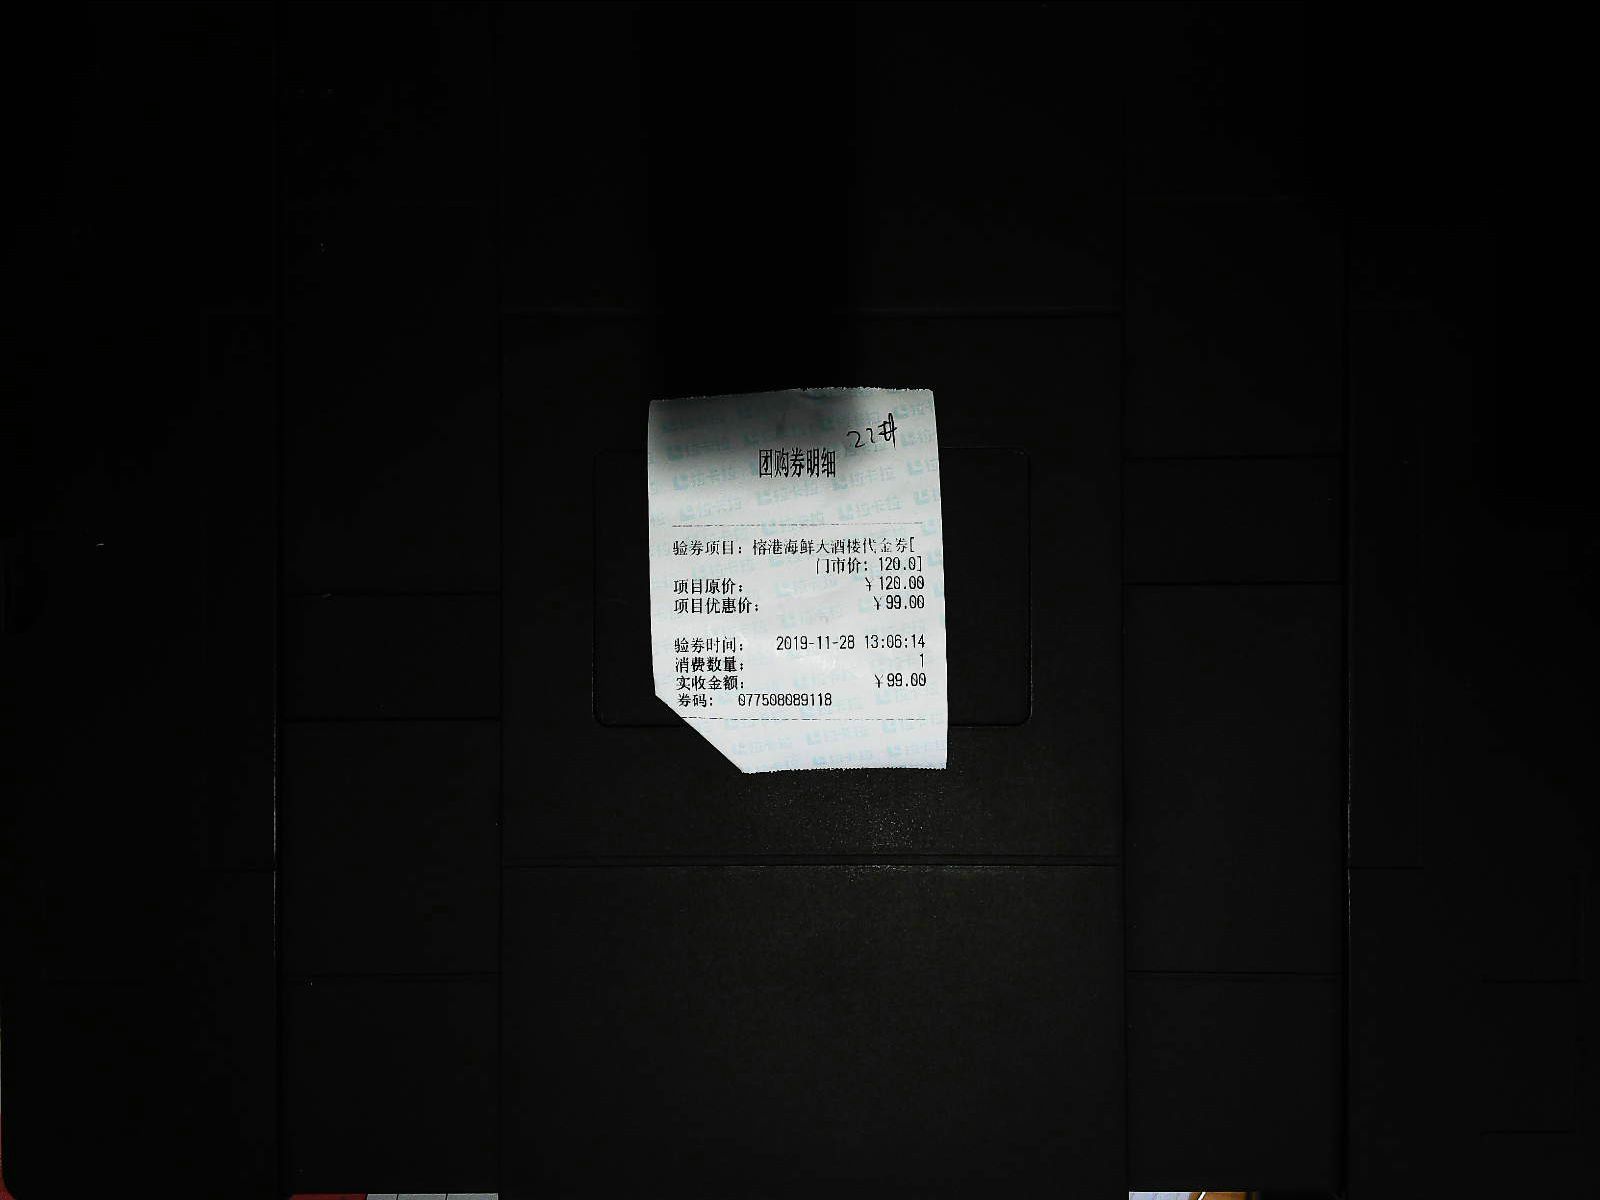 22#
团购券明细
验券项目：榕港海鲜大酒楼代金券[
门市价：120.0]
项目原价：￥120.00
项目优惠价：￥99.00
验券时间：2019-11-28 13:06:14
消费数量：1
实收金额：￥99.00
券码：077508089118
拉卡拉